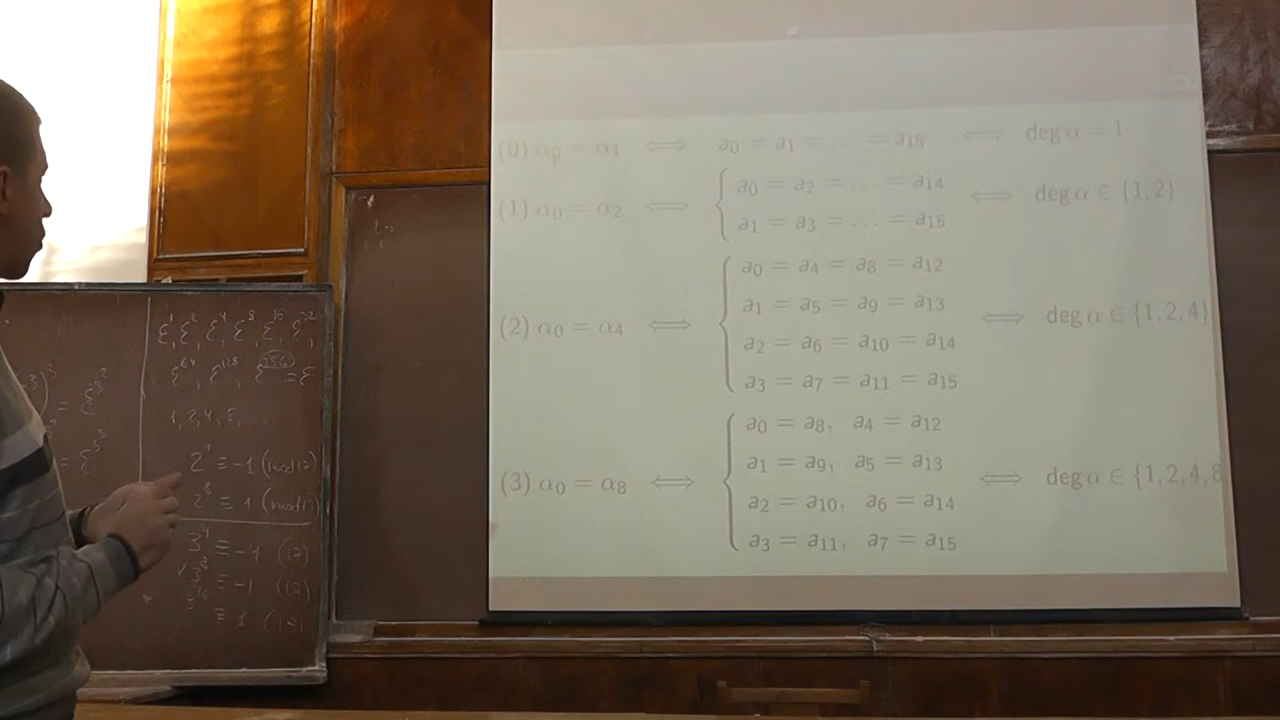 (0) α₀ = α₁ ⟺ a₀ = a₁ = … = a₁₅ ⟺ deg α = 1
(1) α₀ = α₂ ⟺ { a₀ = a₂ = … = a₁₄ ⟺ deg α ∈ {1, 2}
a₁ = a₃ = … = a₁₅
(2) α₀ = α₄ ⟺ { a₀ = a₄ = a₈ = a₁₂ ⟺ deg α ∈ {1, 2, 4}
a₁ = a₅ = a₉ = a₁₃
a₂ = a₆ = a₁₀ = a₁₄
a₃ = a₇ = a₁₁ = a₁₅
(3) α₀ = α₈ ⟺ { a₀ = a₈, a₄ = a₁₂ ⟺ deg α ∈ {1, 2, 4, 8
a₁ = a₉, a₅ = a₁₃
a₂ = a₁₀, a₆ = a₁₄
a₃ = a₁₁, a₇ = a₁₅
ε¹, ε², ε⁴, ε⁸, ε¹⁶, ε³²,
ε⁶⁴, ε¹²⁸, ε²⁵⁶ = ε
1, 2, 4, 8, ...
2⁴ ≡ -1 (mod 17)
2⁸ ≡ 1 (mod 17)
3⁴ ≡ -4 (17)
3⁸ ≡ -1 (17)
3¹⁶ ≡ 1 (17)